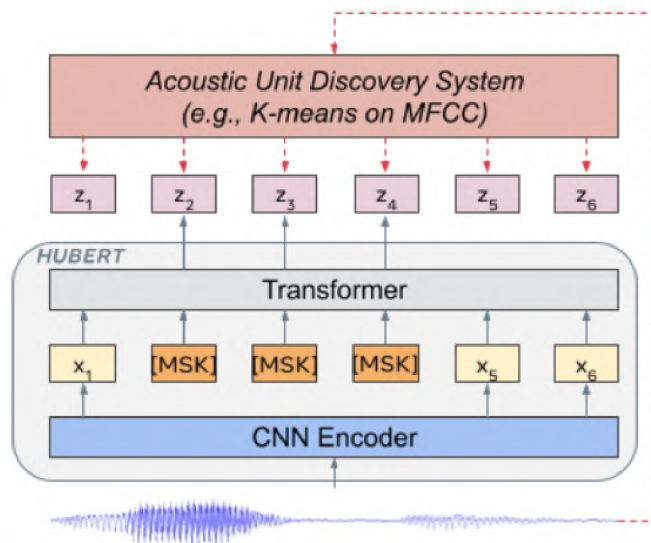 Acoustic Unit Discovery System
(e.g., K-means on MFCC)
z₁ z₂ z₃ z₄ z₅ z₆
HUBERT
Transformer
x₁ [MSK] [MSK] [MSK] x₅ x₆
CNN Encoder